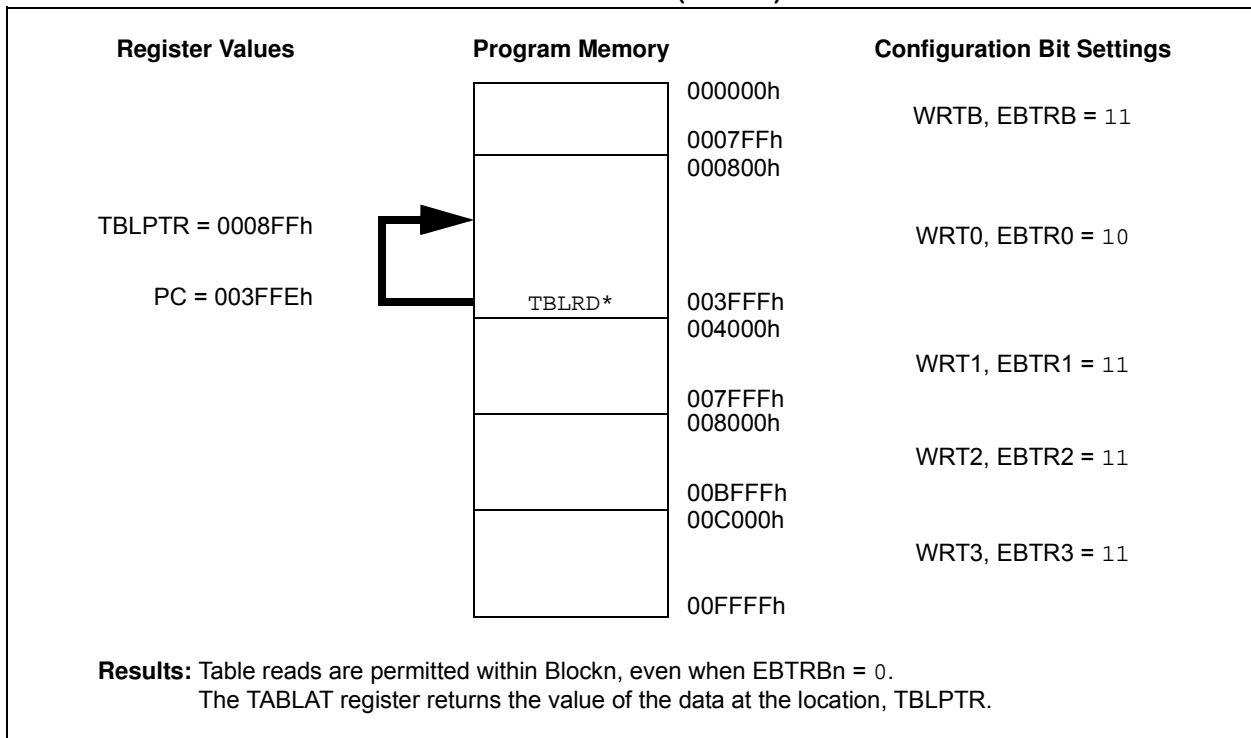 Register Values Program Memory Configuration Bit Settings
000000h
WRTB, EBTRB = 11
0007FFh
000800h
TBLPTR = 0008FFh
WRT0, EBTR0 = 10
PC = 003FFEh
TBLRD* 003FFFh
004000h
WRT1, EBTR1 = 11
007FFFh
008000h
WRT2, EBTR2 = 11
00BFFFh
00C000h
WRT3, EBTR3 = 11
00FFFFh
Results: Table reads are permitted within Blockn, even when EBTRBn = 0.
The TABLAT register returns the value of the data at the location, TBLPTR.